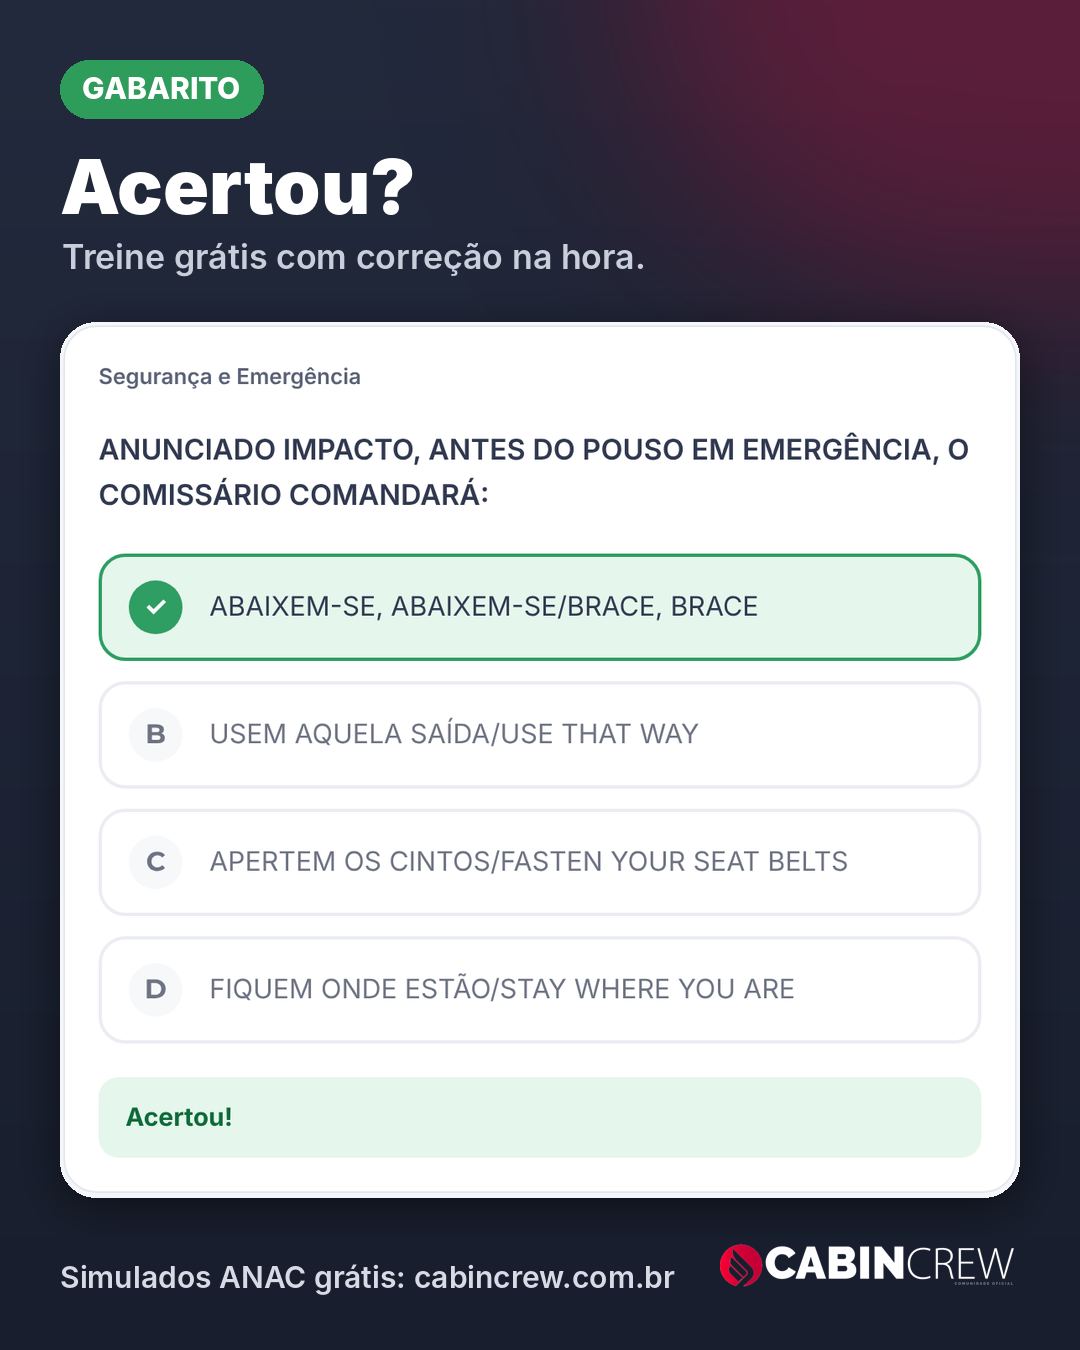 GABARITO
Acertou?
Treine grátis com correção na hora.
Segurança e Emergência
ANUNCIADO IMPACTO, ANTES DO POUSO EM EMERGÊNCIA, O
COMISSÁRIO COMANDARÁ:
ABAIXEM-SE, ABAIXEM-SE/BRACE, BRACE
B USEM AQUELA SAÍDA/USE THAT WAY
C APERTEM OS CINTOS/FASTEN YOUR SEAT BELTS
D FIQUEM ONDE ESTÃO/STAY WHERE YOU ARE
Acertou!
Simulados ANAC grátis: cabincrew.com.br
CABINCREW
COMUNIDADE OFICIAL